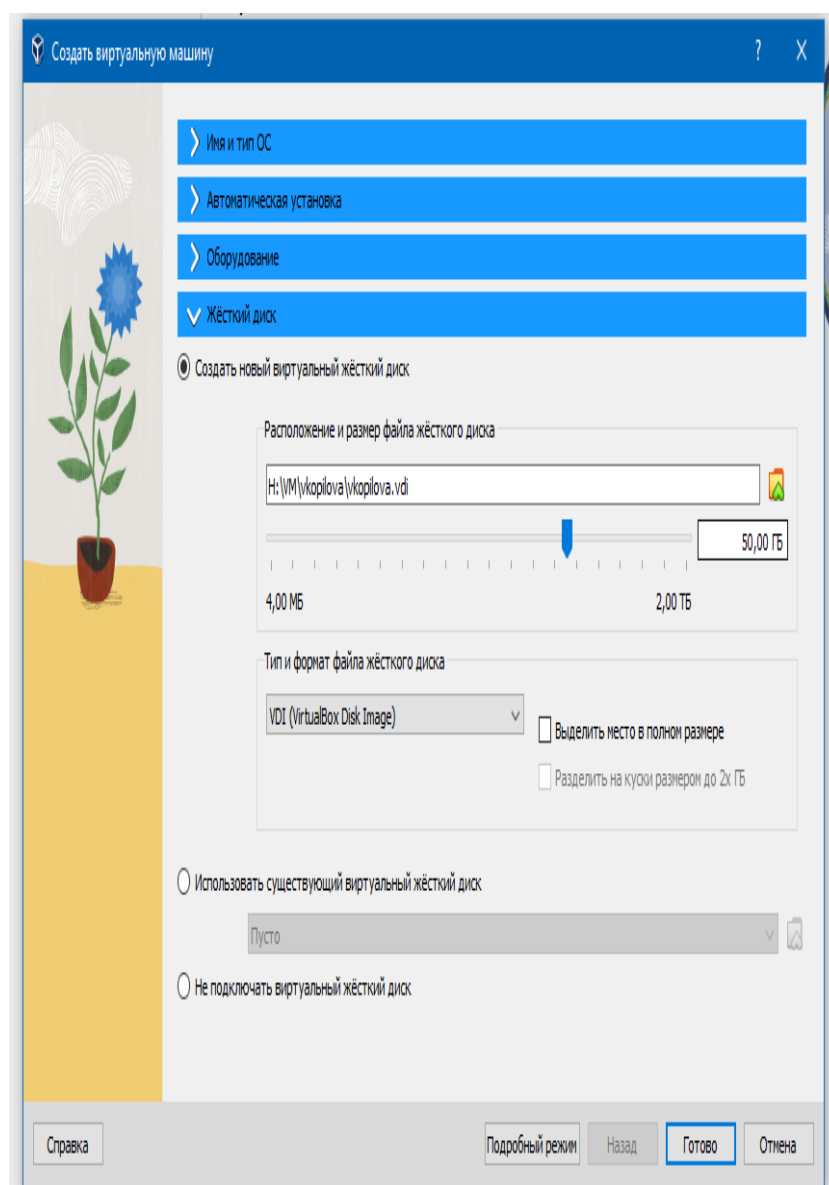 Создать виртуальную машину
?
X
Имя и тип ОС
Автоматическая установка
Оборудование
Жёсткий диск
Создать новый виртуальный жёсткий диск
Расположение и размер файла жёсткого диска
H:\VM\vkopilova\vkopilova.vdi
50,00 ГБ
4,00 МБ 2,00 ТБ
Тип и формат файла жёсткого диска
VDI (VirtualBox Disk Image)
Выделить место в полном размере
Разделить на куски размером до 2х ГБ
Использовать существующий виртуальный жёсткий диск
Пусто
Не подключать виртуальный жёсткий диск
Справка Подробный режим Назад Готово Отмена